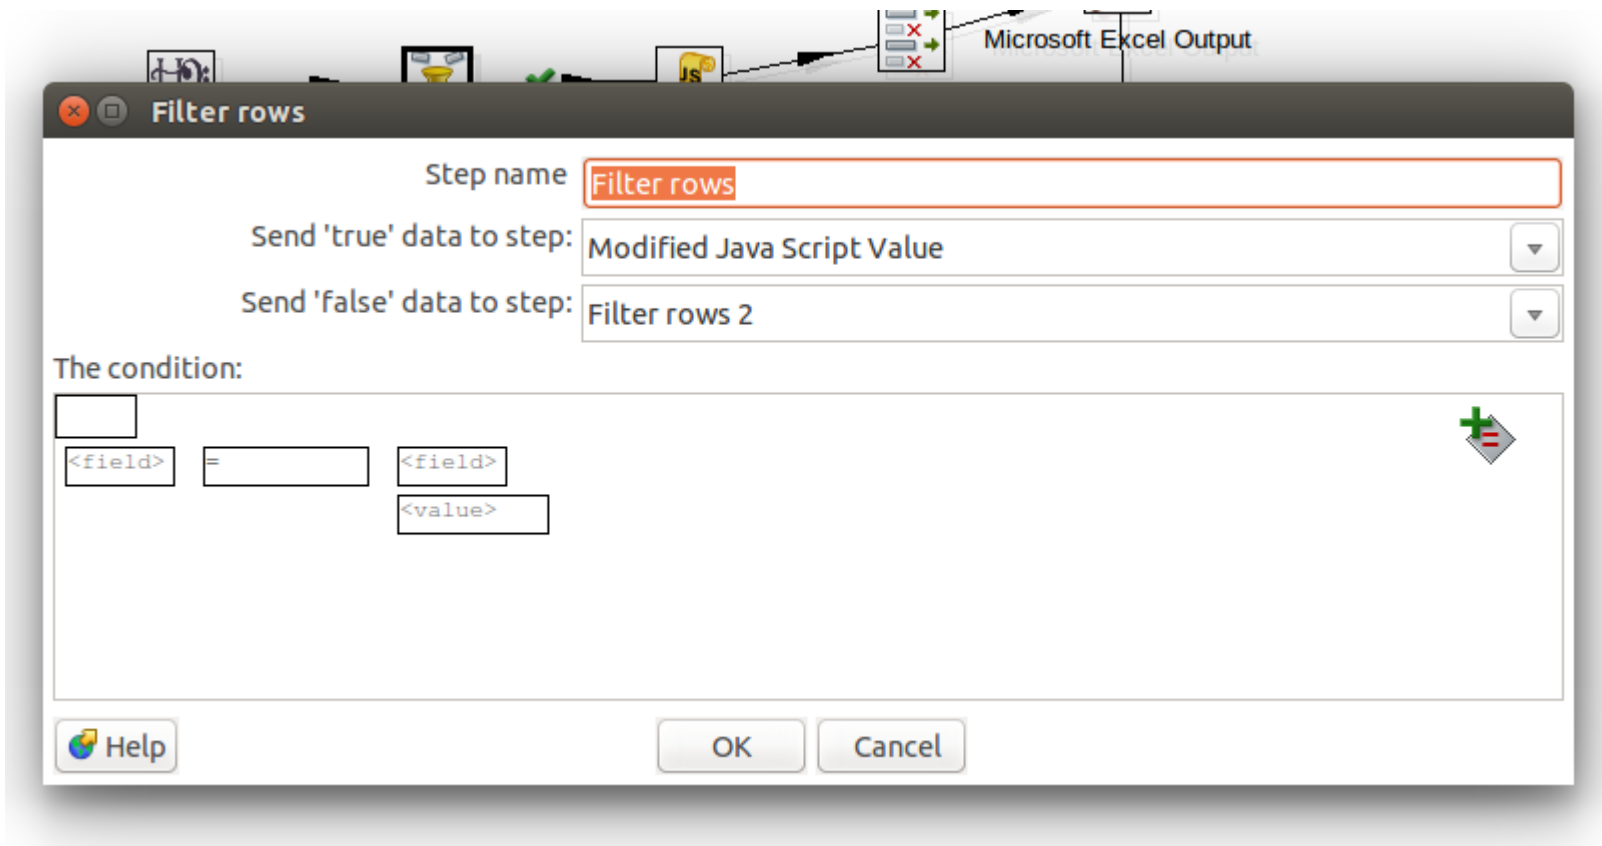 Microsoft Excel Output
JS
Filter rows
Step name Filter rows
Send 'true' data to step: Modified Java Script Value
Send 'false' data to step: Filter rows 2
The condition:
<field> = <field>
<value>
Help OK Cancel